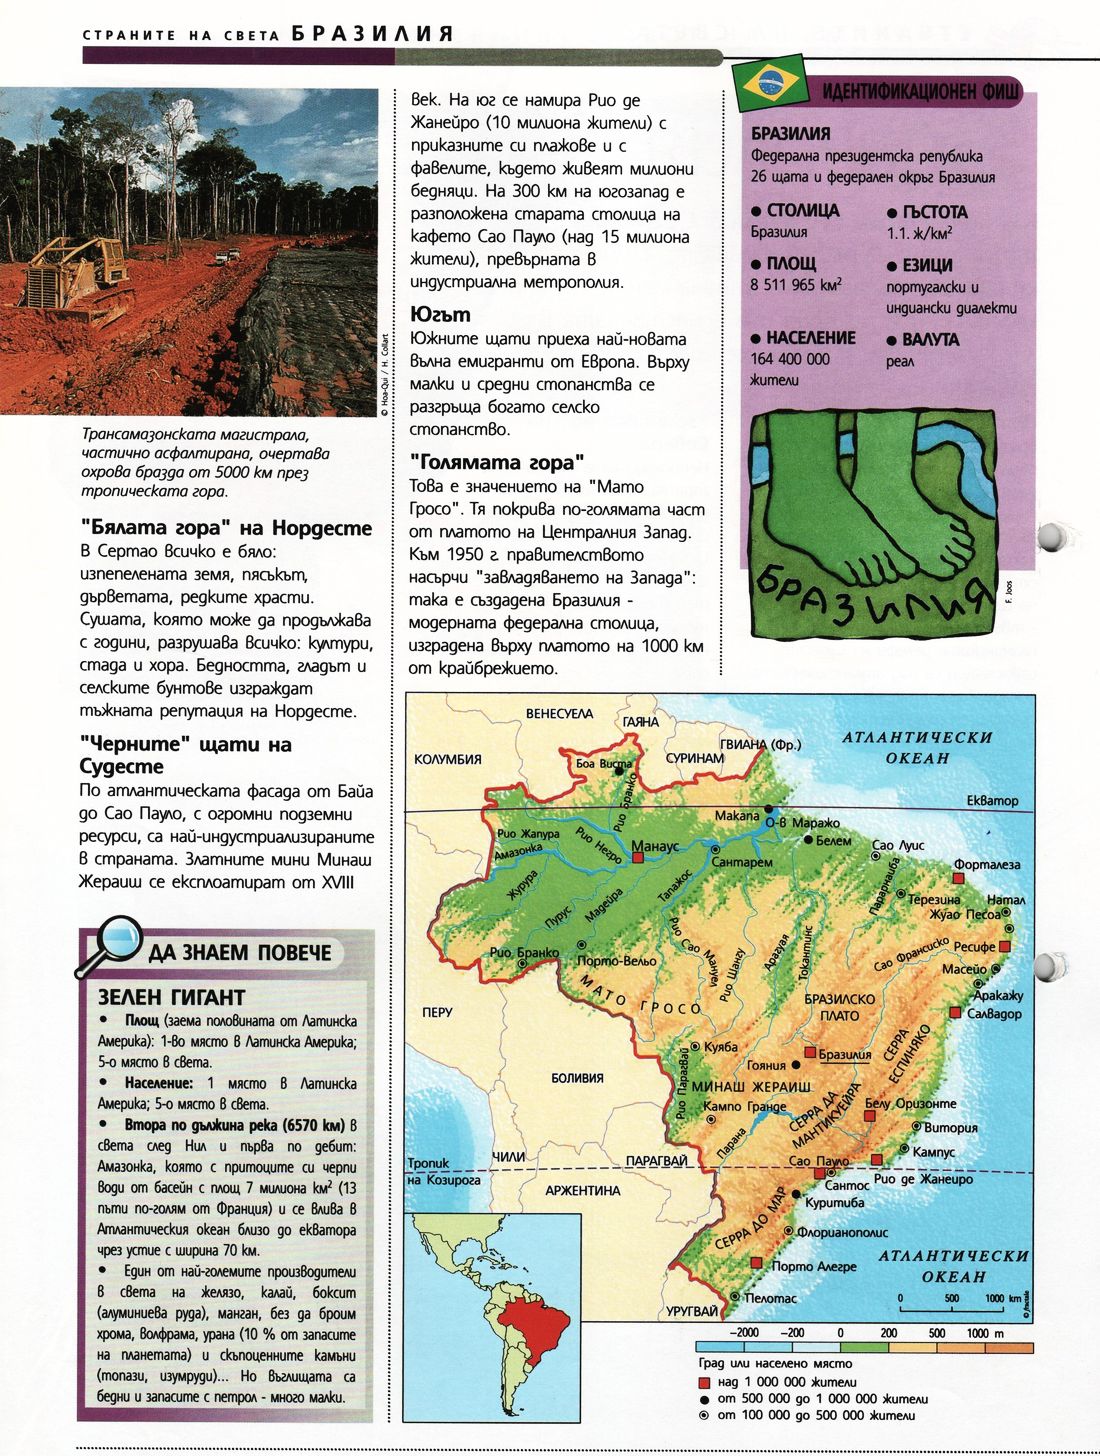 СТРАНИТЕ НА СВЕТА БРАЗИЛИЯ
© Hoa-Qui / H. Collart
Трансамазонската магистрала,
частично асфалтирана, очертава
охрова бразда от 5000 км през
тропическата гора.
"Бялата гора" на Нордесте
В Сертао всичко е бяло:
изпепелената земя, пясъкът,
дърветата, редките храсти.
Сушата, която може да продължава
с години, разрушава всичко: култури,
стада и хора. Бедността, гладът и
селските бунтове изграждат
тъжната репутация на Нордесте.
"Черните" щати на
Судесте
По атлантическата фасада от Байа
до Сао Пауло, с огромни подземни
ресурси, са най-индустриализираните
в страната. Златните мини Минаш
Жераиш се експлоатират от XVIII
век. На юг се намира Рио де
Жанейро (10 милиона жители) с
приказните си плажове и с
фавелите, където живеят милиони
бедняци. На 300 км на югозапад е
разположена старата столица на
кафето Сао Пауло (над 15 милиона
жители), превърната в
индустриална метрополия.
Югът
Южните щати приеха най-новата
вълна емигранти от Европа. Върху
малки и средни стопанства се
разгръща богато селско
стопанство.
"Голямата гора"
Това е значението на "Мато
Гросо". Тя покрива по-голямата част
от платото на Централния Запад.
Към 1950 г. правителството
насърчи "завладяването на Запада":
така е създадена Бразилия -
модерната федерална столица,
изградена върху платото на 1000 км
от крайбрежието.
ИДЕНТИФИКАЦИОНЕН ФИШ
БРАЗИЛИЯ
Федерална президентска република
26 щата и федерален окръг Бразилия
● СТОЛИЦА
Бразилия
● ПЛОЩ
8 511 965 км²
● НАСЕЛЕНИЕ
164 400 000
жители
● ГЪСТОТА
1.1. ж/км²
● ЕЗИЦИ
португалски и
индиански диалекти
● ВАЛУТА
реал
БРАЗИЛИЯ
F. Joos
ДА ЗНАЕМ ПОВЕЧЕ
ЗЕЛЕН ГИГАНТ
• Площ (заема половината от Латинска
Америка): 1-во място в Латинска Америка;
5-о място в света.
• Население: 1 място в Латинска
Америка; 5-о място в света.
• Втора по дължина река (6570 км) в
света след Нил и първа по дебит:
Амазонка, която с притоците си черпи
води от басейн с площ 7 милиона км² (13
пъти по-голям от Франция) и се влива в
Атлантическия океан близо до екватора
чрез устие с ширина 70 км.
• Един от най-големите производители
в света на желязо, калай, боксит
(алуминиева руда), манган, без да броим
хрома, волфрама, урана (10 % от запасите
на планетата) и скъпоценните камъни
(топази, изумруди)... Но въглищата са
бедни и запасите с петрол - много малки.
ВЕНЕСУЕЛА
ГАЯНА
КОЛУМБИЯ
СУРИНАМ
ГВИАНА (Фр.)
АТЛАНТИЧЕСКИ
ОКЕАН
Боа Виста
Рио Бранко
Екватор
Макапа
О-в Маражо
Рио Жапура
Амазонка
Рио Негро
Манаус
Сантарем
Белем
Сао Луис
Форталеза
Журура
Пурус
Мадейра
Тапажос
Парарнаиба
Терезина
Натал
Жуао Песоа
Рио Бранко
Порто-Вельо
Рио Сао Мануел
Рио Шангу
Арагуая
Токантинс
Сао Франсиско
Ресифе
Масейо
Аракажу
Салвадор
ПЕРУ
МАТО ГРОСО
БРАЗИЛСКО
ПЛАТО
СЕРРА
ЕСПИНЯКО
Куяба
Гояния
Бразилия
БОЛИВИЯ
Рио Парагвай
МИНАШ ЖЕРАИШ
Кампо Гранде
СЕРРА ДА
МАНТИКУЕЙРА
Белу Оризонте
Витория
Кампус
Парана
ЧИЛИ
ПАРАГВАЙ
Тропик
на Козирога
Сао Пауло
Рио де Жанейро
Сантос
АРЖЕНТИНА
Куритиба
СЕРРА ДО МАР
Флорианополис
АТЛАНТИЧЕСКИ
ОКЕАН
Порто Алегре
Пелотас
УРУГВАЙ
0 500 1000 km
-2000 -200 0 200 500 1000 m
Град или населено място
над 1 000 000 жители
от 500 000 до 1 000 000 жители
от 100 000 до 500 000 жители